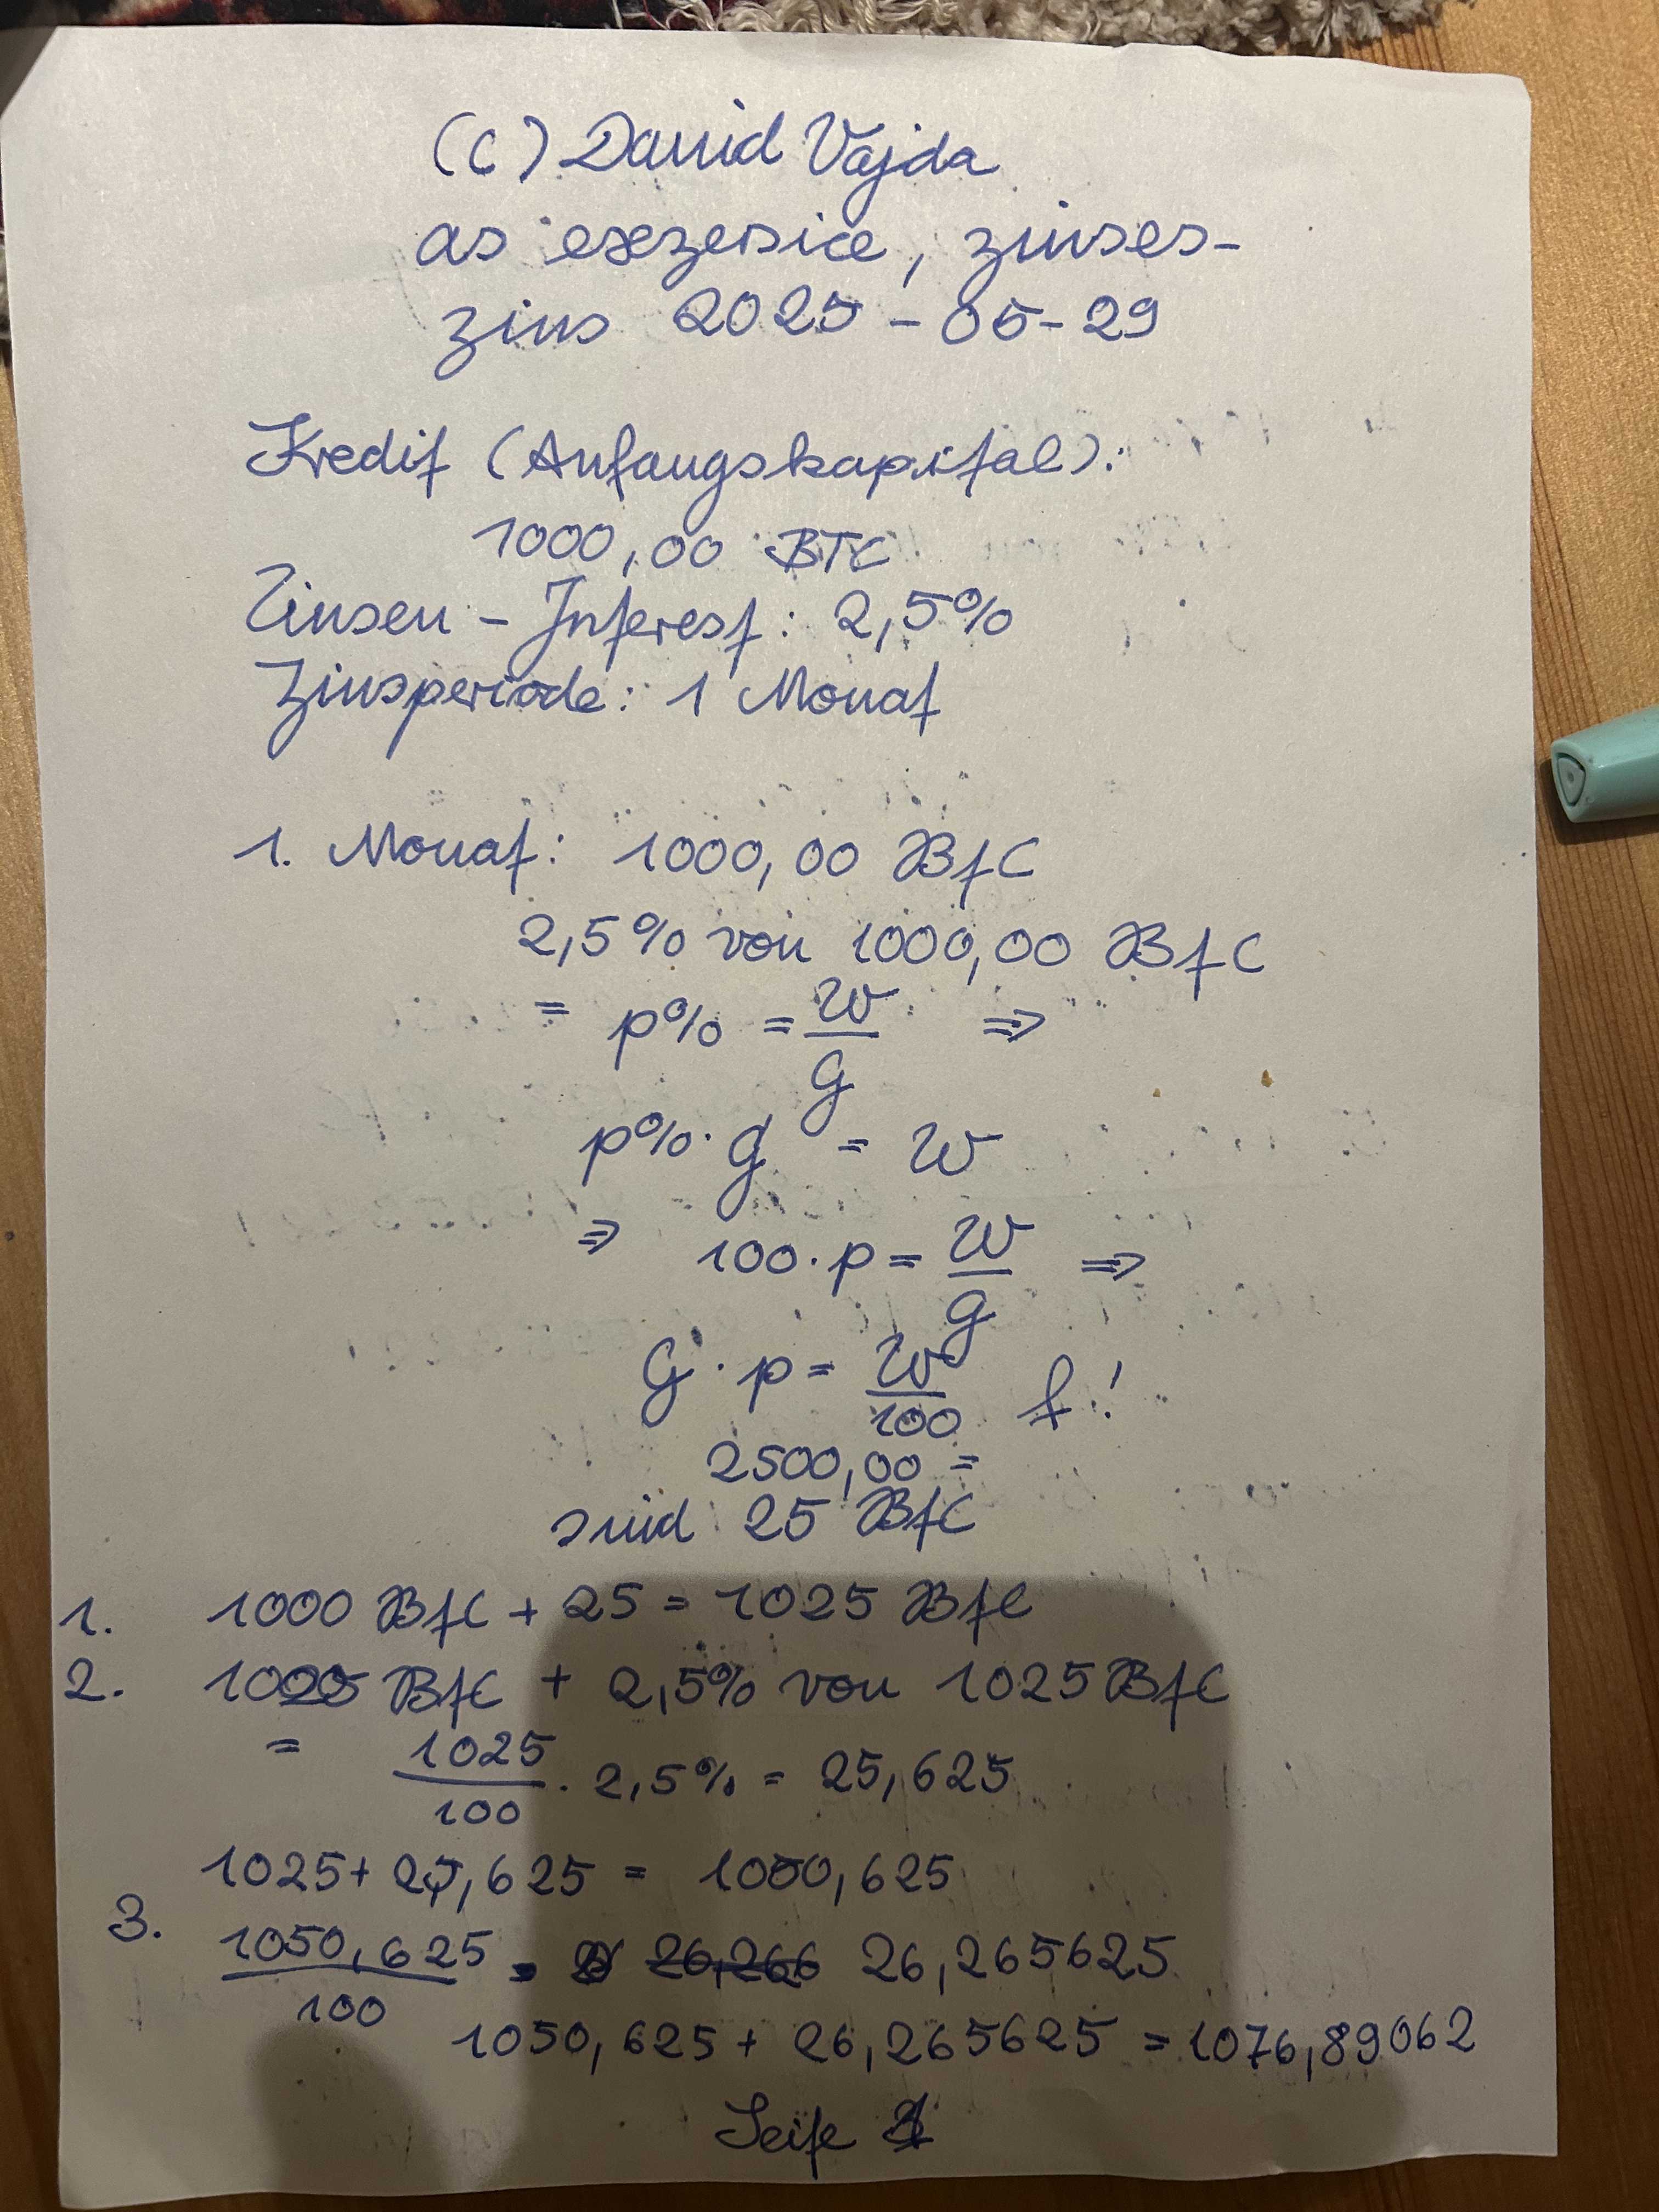 (C) David Vajda
as exezersice, zinses-
zins 2025-05-29
Kredit (Anfangskapital):
1000,00 BTC
Zinsen - Interest: 2,5%
Zinsperiode: 1 Monat
1. Monat: 1000,00 BtC
2,5% von 1000,00 BtC
= p% = W/G ⇒
p% · G = W
⇒ 100 · p = W/G ⇒
G · p = W/100 f!
2500,00 =
sind 25 BtC
1. 1000 BtC + 25 = 1025 BtC
2. 1025 BtC + 2,5% von 1025 BtC
= 1025/100 · 2,5% = 25,625
1025 + 25,625 = 1050,625
3. 1050,625/100 = 26,266 26,265625
1050,625 + 26,265625 = 1076,89062
Seite 1